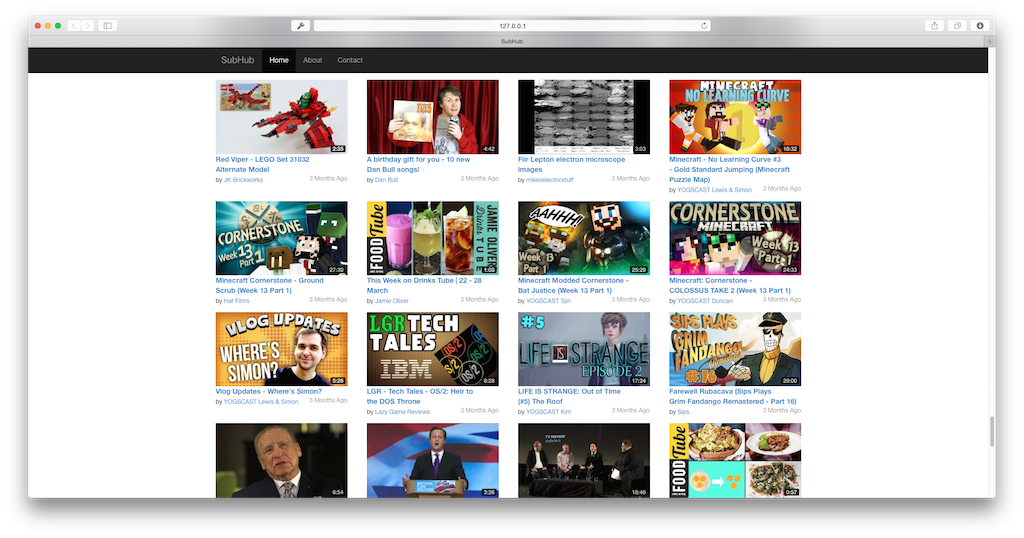 127.0.0.1
SubHub
SubHub Home About Contact
2:35
Red Viper - LEGO Set 31032
Alternate Model
by JK Brickworks
3 Months Ago
4:42
A birthday gift for you - 10 new
Dan Bull songs!
by Dan Bull
3 Months Ago
3:03
Flir Lepton electron microscope
images
by mikeselectricstuff
3 Months Ago
MINECRAFT
NO LEARNING CURVE
18:32
Minecraft - No Learning Curve #3
- Gold Standard Jumping (Minecraft
Puzzle Map)
by YOGSCAST Lewis & Simon
3 Months Ago
CORNERSTONE
Week 13
Part 1
27:30
Minecraft Cornerstone - Ground
Scrub (Week 13 Part 1)
by Hat Films
3 Months Ago
FOOD Tube
JAMIE OLIVER
Drinks
TUBE
1:08
This Week on Drinks Tube | 22 - 28
March
by Jamie Oliver
3 Months Ago
AAHHH!
Week 13
Part 1
25:29
Minecraft Modded Cornerstone -
Bat Justice (Week 13 Part 1)
by YOGSCAST Sjin
3 Months Ago
CORNERSTONE
MINECRAFT
Week 13
Part 1
24:33
Minecraft: Cornerstone -
COLOSSUS TAKE 2 (Week 13 Part 1)
by YOGSCAST Duncan
3 Months Ago
VLOG UPDATES
WHERE'S
SIMON?
5:26
Vlog Updates - Where's Simon?
by YOGSCAST Lewis & Simon
3 Months Ago
LGR TECH
TALES
IBM
OS/2
8:28
LGR - Tech Tales - OS/2: Heir to
the DOS Throne
by Lazy Game Reviews
3 Months Ago
#5
LIFE IS STRANGE
EPISODE 2
17:24
LIFE IS STRANGE: Out of Time
(#5) The Roof
by YOGSCAST Kim
3 Months Ago
SIPS PLAYS
GRIM
FANDANGO
#16
29:00
Farewell Rubacava (Sips Plays
Grim Fandango Remastered - Part 16)
by Sips
3 Months Ago
6:54
3:26
18:46
FOOD Tube
0:57